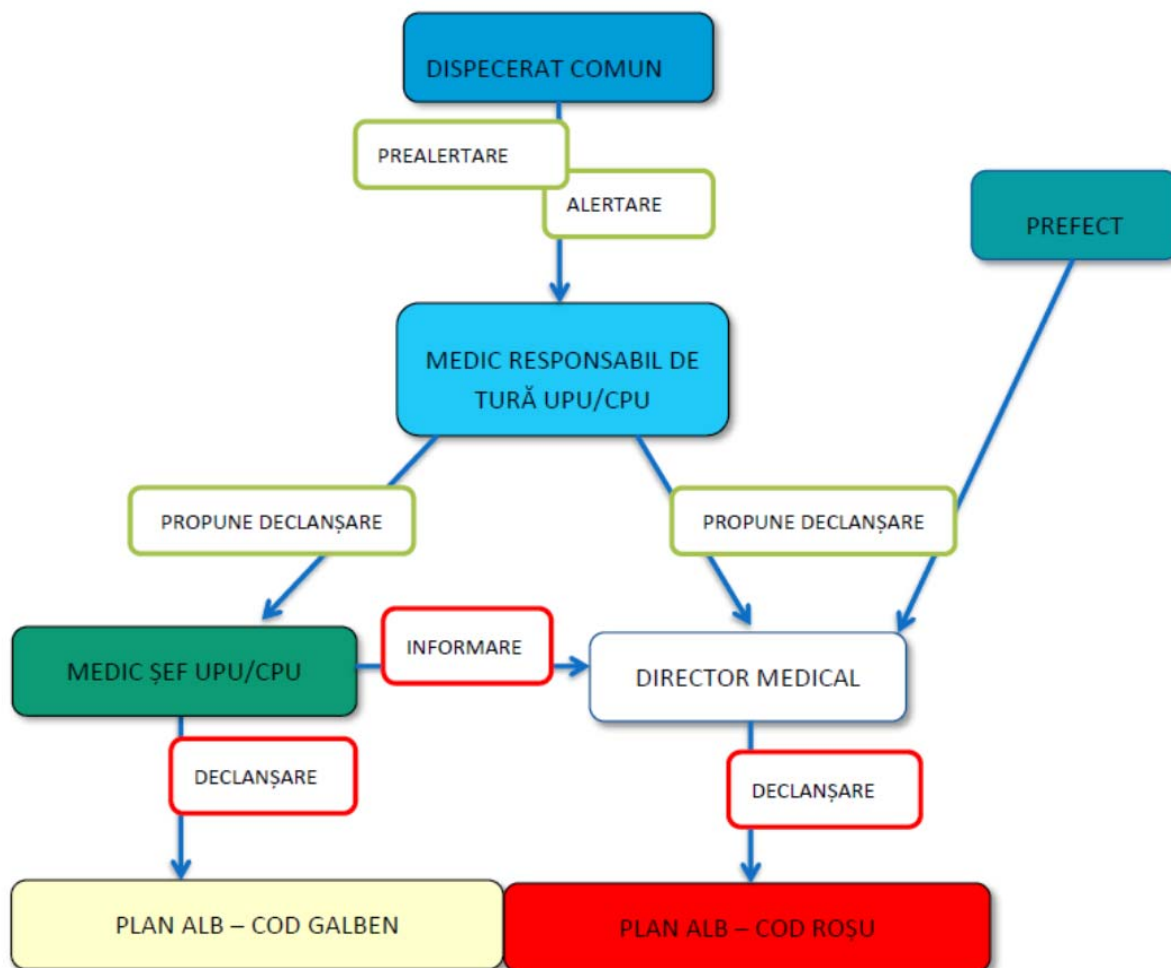 DISPECERAT COMUN
PREALERTARE
ALERTARE
PREFECT
MEDIC RESPONSABIL DE
TURĂ UPU/CPU
PROPUNE DECLANȘARE
PROPUNE DECLANȘARE
MEDIC ȘEF UPU/CPU
INFORMARE
DIRECTOR MEDICAL
DECLANȘARE
DECLANȘARE
PLAN ALB – COD GALBEN
PLAN ALB – COD ROȘU